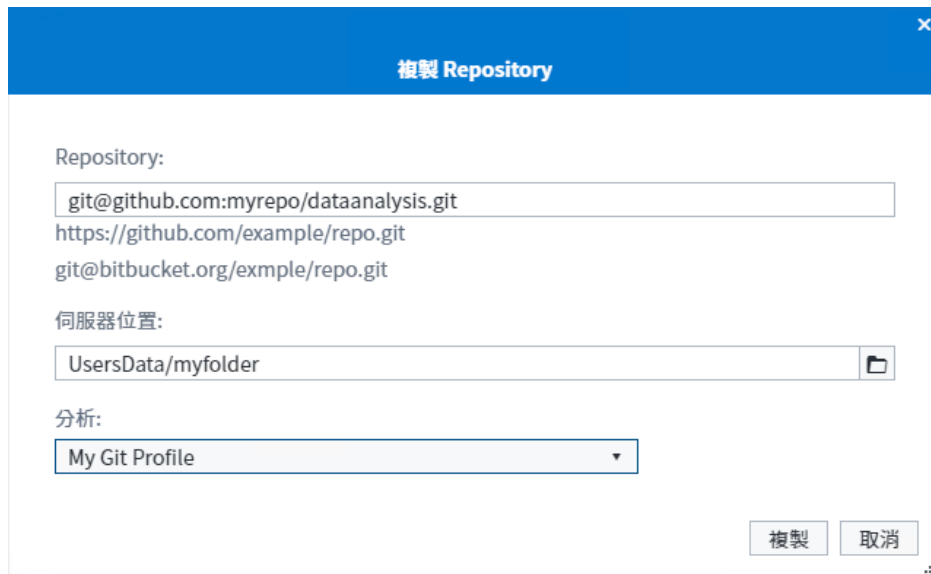 複製 Repository
Repository:
git@github.com:myrepo/dataanalysis.git
https://github.com/example/repo.git
git@bitbucket.org/exmple/repo.git
伺服器位置:
UsersData/myfolder
分析:
My Git Profile
複製 取消